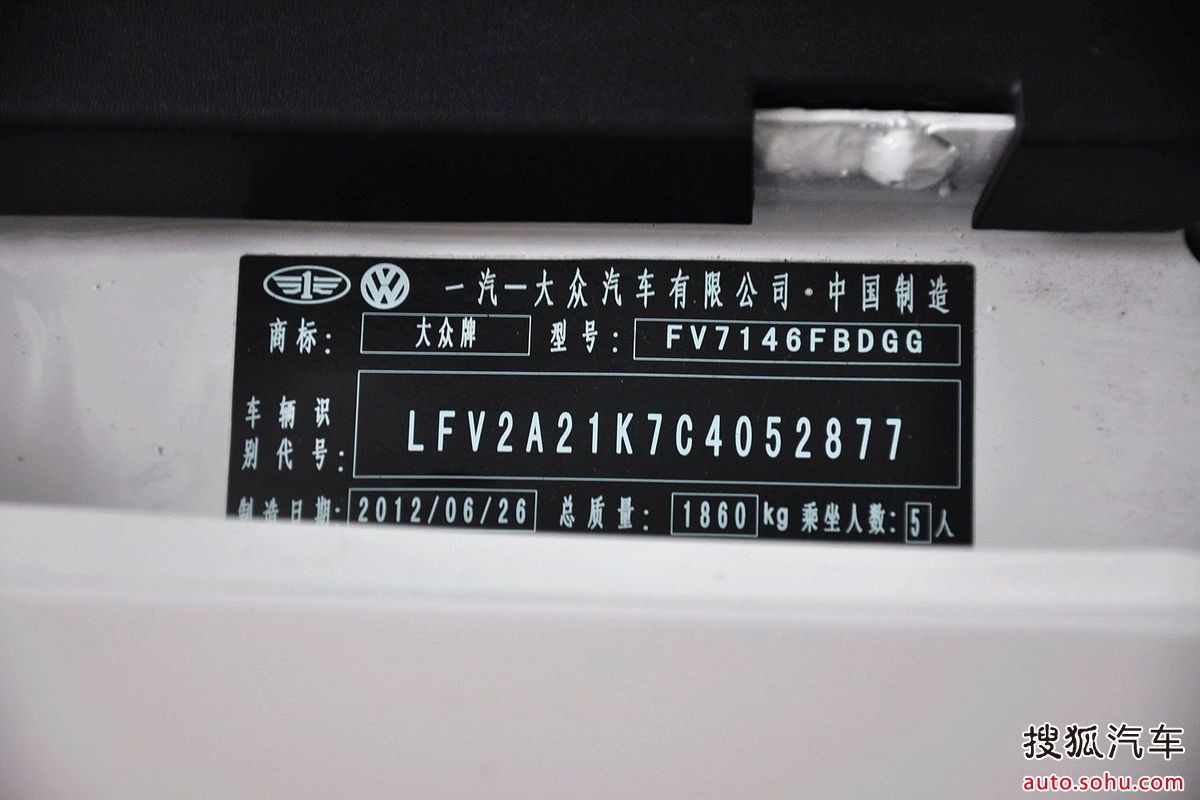 1 VW 一汽-大众汽车有限公司·中国制造
商标: 大众牌 型号: FV7146FBDGG
车辆识别代号: LFV2A21K7C4052877
制造日期: 2012/06/26 总质量: 1860 kg 乘坐人数: 5 人
搜狐汽车
auto.sohu.com